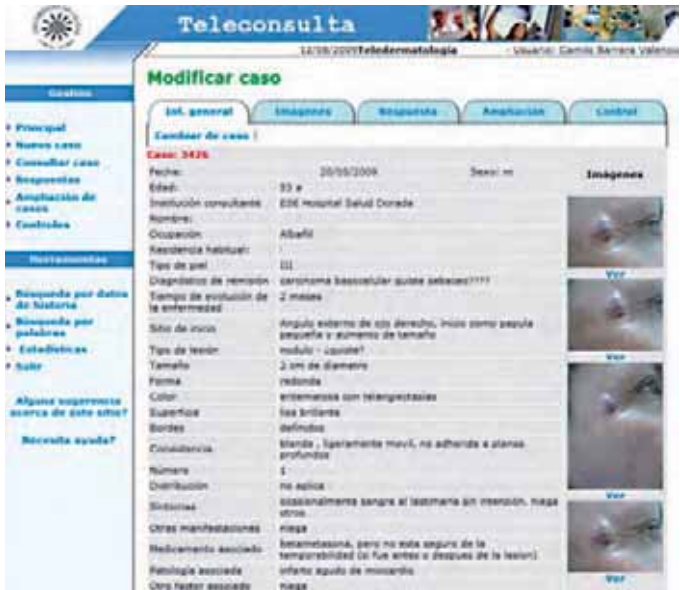 Teleconsulta
Teledermatología
Modificar caso
Gestión
Principal
Nuevo caso
Consultar caso
Respuestas
Ampliación de
casos
Controles
Herramientas
Búsqueda por datos
de historia
Búsqueda por
palabras
Estadísticas
Salir
Alguna sugerencia
acerca de este sitio?
Necesita ayuda?
Inf. general Imágenes Respuesta Ampliación Control
Cambiar de caso |
Caso: 3426
Fecha: Sexo: m
Imágenes
Edad:
Institución consultante ESE Hospital Salud Dorada
Nombre:
Ocupación Albañil
Residencia habitual:
Tipo de piel III
Diagnóstico de remisión carcinoma basocelular quiste sebaceo????
Tiempo de evolución de 2 meses
la enfermedad
Sitio de inicio Angulo externo de ojo derecho, inicio como papula
pequeña y aumento de tamaño
Tipo de lesión nodulo - ¿quiste?
Tamaño 2 cm de diametro
Forma redonda
Color eritematosa con telangiectasias
Superficie lisa brillante
Bordes definidos
Consistencia blanda , ligeramente movil, no adherida a planos
profundos
Número 1
Distribución no aplica
Síntomas ocasionalmente sangra al lastimarla sin intención, niega
otros
Otras manifestaciones niega
Medicamento asociado betametasona, pero no esta seguro de la
temporabilidad (si fue antes o despues de la lesion)
Patología asociada infarto agudo de miocardio
Otro factor asociado niega
Ver
Ver
Ver
Ver